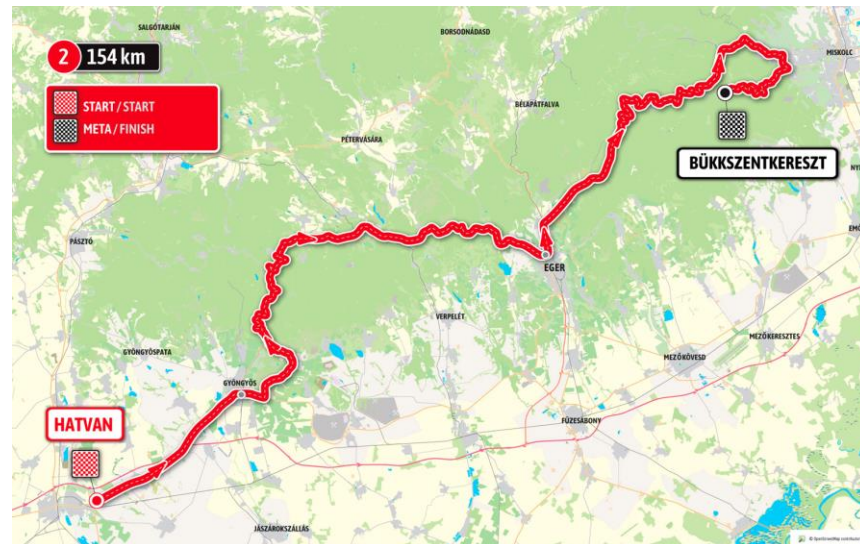 SALGÓTARJÁN
BORSODNÁDASD
2 154 km
MISKOLC
START / START
META / FINISH
BÉLAPÁTFALVA
PÉTERVÁSÁRA
BÜKKSZENTKERESZT
PÁSZTÓ
EGER
VERPELÉT
GYÖNGYÖSPATA
MEZŐKERESZTES
MEZŐKÖVESD
GYÖNGYÖS
HATVAN
FÜZESABONY
JÁSZÁROKSZÁLLÁS